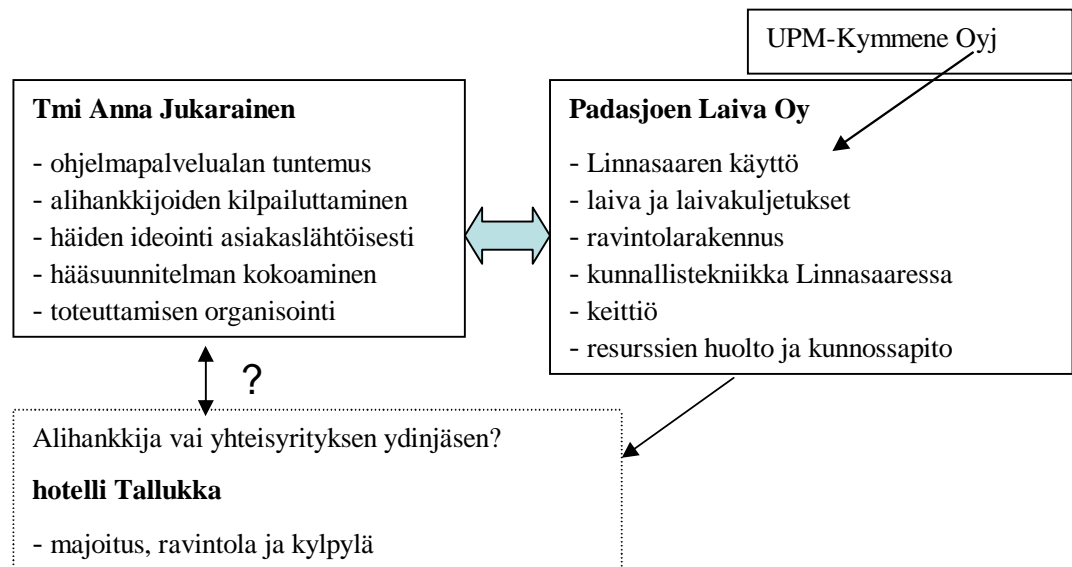 UPM-Kymmene Oyj
Tmi Anna Jukarainen
- ohjelmapalvelualan tuntemus
- alihankkijoiden kilpailuttaminen
- häiden ideointi asiakaslähtöisesti
- hääsuunnitelman kokoaminen
- toteuttamisen organisointi
Padasjoen Laiva Oy
- Linnasaaren käyttö
- laiva ja laivakuljetukset
- ravintolarakennus
- kunnallistekniikka Linnasaaressa
- keittiö
- resurssien huolto ja kunnossapito
?
Alihankkija vai yhteisyrityksen ydinjäsen?
hotelli Tallukka
- majoitus, ravintola ja kylpylä